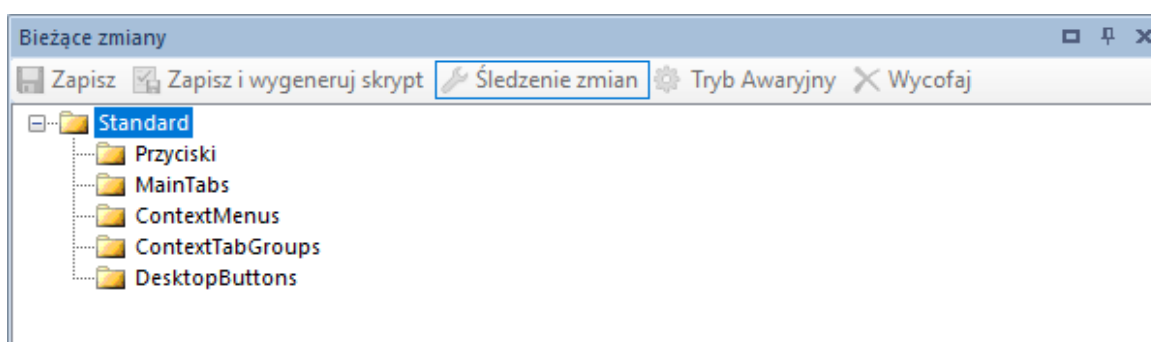 Bieżące zmiany
Zapisz Zapisz i wygeneruj skrypt Śledzenie zmian Tryb Awaryjny Wycofaj
Standard
Przyciski
MainTabs
ContextMenus
ContextTabGroups
DesktopButtons